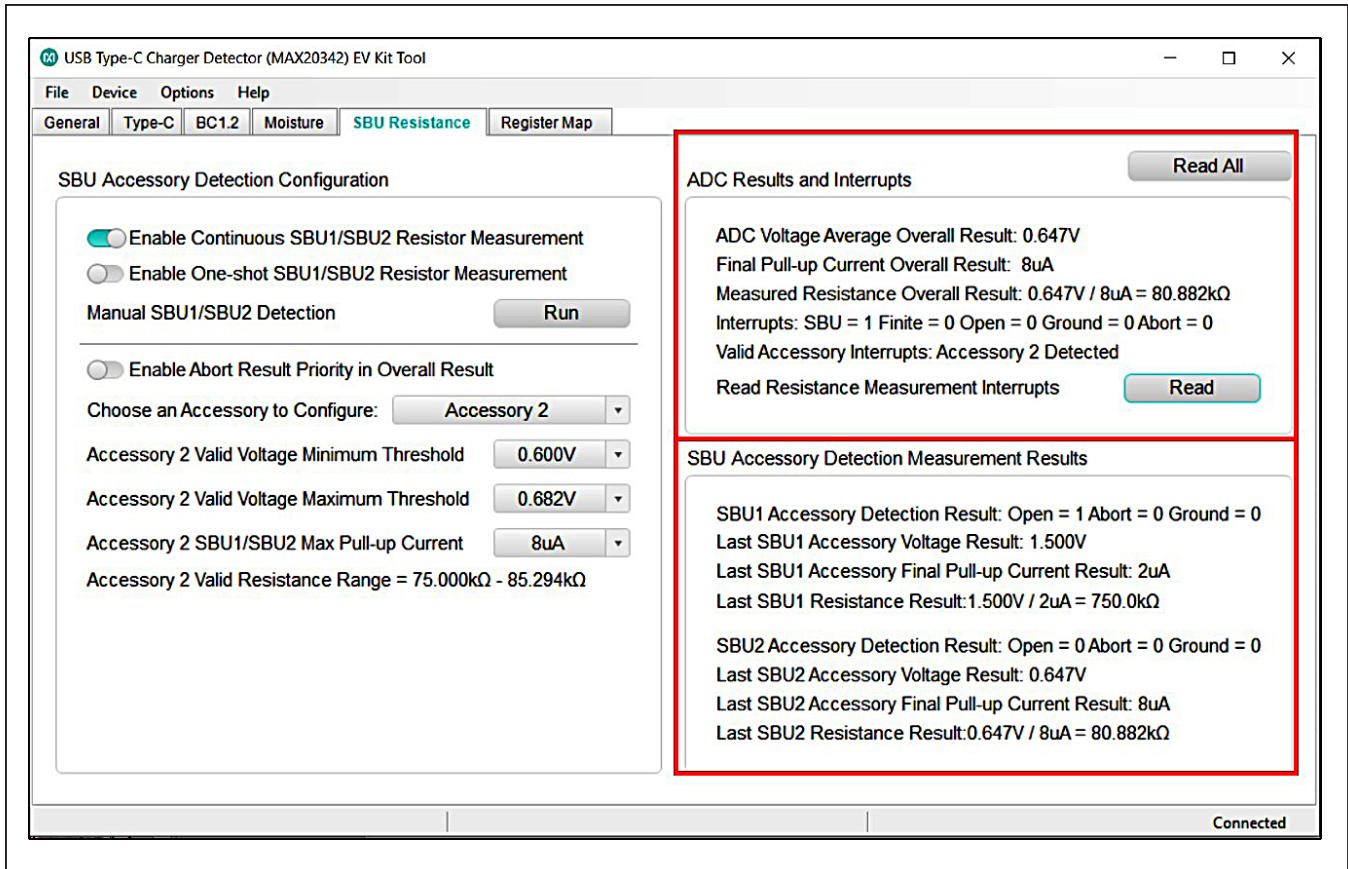 USB Type-C Charger Detector (MAX20342) EV Kit Tool
File Device Options Help
General Type-C BC1.2 Moisture SBU Resistance Register Map
SBU Accessory Detection Configuration
Enable Continuous SBU1/SBU2 Resistor Measurement
Enable One-shot SBU1/SBU2 Resistor Measurement
Manual SBU1/SBU2 Detection Run
Enable Abort Result Priority in Overall Result
Choose an Accessory to Configure: Accessory 2
Accessory 2 Valid Voltage Minimum Threshold 0.600V
Accessory 2 Valid Voltage Maximum Threshold 0.682V
Accessory 2 SBU1/SBU2 Max Pull-up Current 8uA
Accessory 2 Valid Resistance Range = 75.000kΩ - 85.294kΩ
Read All
ADC Results and Interrupts
ADC Voltage Average Overall Result: 0.647V
Final Pull-up Current Overall Result: 8uA
Measured Resistance Overall Result: 0.647V / 8uA = 80.882kΩ
Interrupts: SBU = 1 Finite = 0 Open = 0 Ground = 0 Abort = 0
Valid Accessory Interrupts: Accessory 2 Detected
Read Resistance Measurement Interrupts Read
SBU Accessory Detection Measurement Results
SBU1 Accessory Detection Result: Open = 1 Abort = 0 Ground = 0
Last SBU1 Accessory Voltage Result: 1.500V
Last SBU1 Accessory Final Pull-up Current Result: 2uA
Last SBU1 Resistance Result:1.500V / 2uA = 750.0kΩ
SBU2 Accessory Detection Result: Open = 0 Abort = 0 Ground = 0
Last SBU2 Accessory Voltage Result: 0.647V
Last SBU2 Accessory Final Pull-up Current Result: 8uA
Last SBU2 Resistance Result:0.647V / 8uA = 80.882kΩ
Connected